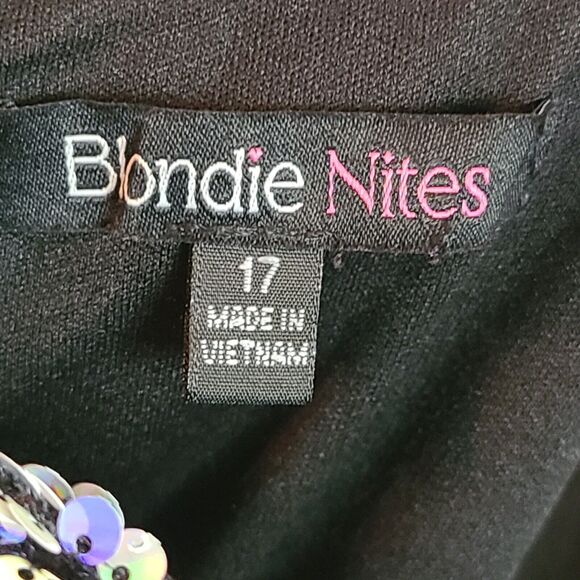 Blondie Nites
17
MADE IN
VIETNAM